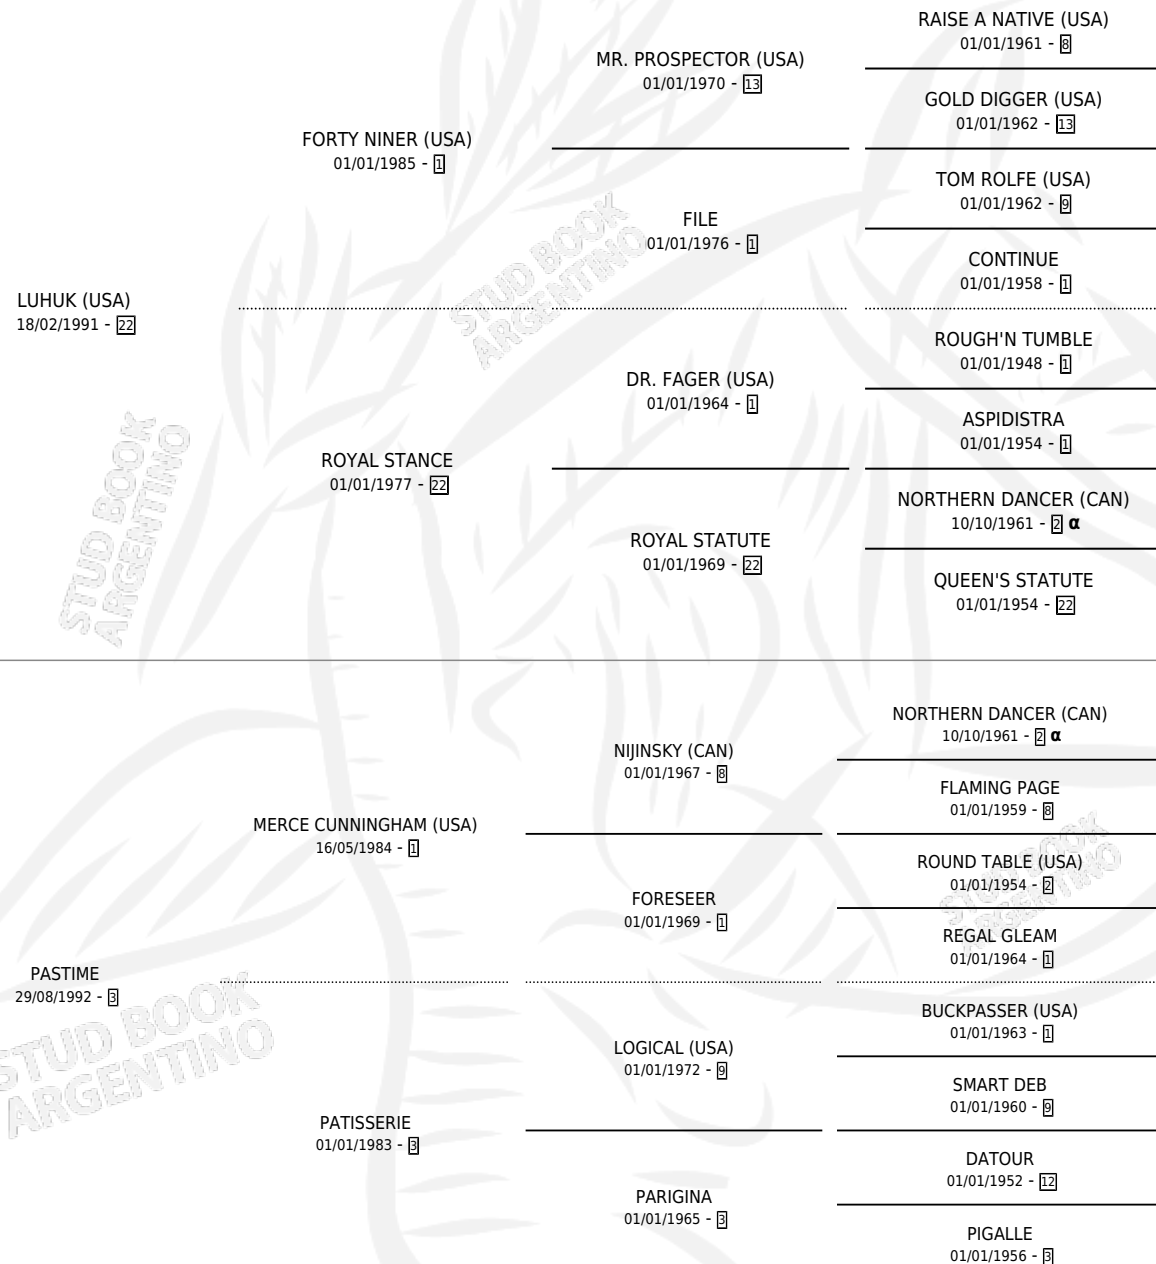 RAISE A NATIVE (USA)
01/01/1961 - 8
MR. PROSPECTOR (USA)
01/01/1970 - 13
GOLD DIGGER (USA)
01/01/1962 - 13
FORTY NINER (USA)
01/01/1985 - 1
TOM ROLFE (USA)
01/01/1962 - 9
FILE
01/01/1976 - 1
CONTINUE
01/01/1958 - 1
LUHUK (USA)
18/02/1991 - 22
ROUGH'N TUMBLE
01/01/1948 - 1
DR. FAGER (USA)
01/01/1964 - 1
ASPIDISTRA
01/01/1954 - 1
ROYAL STANCE
01/01/1977 - 22
NORTHERN DANCER (CAN)
10/10/1961 - 2 α
ROYAL STATUTE
01/01/1969 - 22
QUEEN'S STATUTE
01/01/1954 - 22
NORTHERN DANCER (CAN)
10/10/1961 - 2 α
NIJINSKY (CAN)
01/01/1967 - 8
FLAMING PAGE
01/01/1959 - 8
MERCE CUNNINGHAM (USA)
16/05/1984 - 1
ROUND TABLE (USA)
01/01/1954 - 2
FORESEER
01/01/1969 - 1
REGAL GLEAM
01/01/1964 - 1
PASTIME
29/08/1992 - 3
BUCKPASSER (USA)
01/01/1963 - 1
LOGICAL (USA)
01/01/1972 - 9
SMART DEB
01/01/1960 - 9
PATISSERIE
01/01/1983 - 3
DATOUR
01/01/1952 - 12
PARIGINA
01/01/1965 - 3
PIGALLE
01/01/1956 - 3
STUD BOOK
ARGENTINO
STUD BOOK
ARGENTINO
STUD BOOK
ARGENTINO
STUD BOOK
ARGENTINO